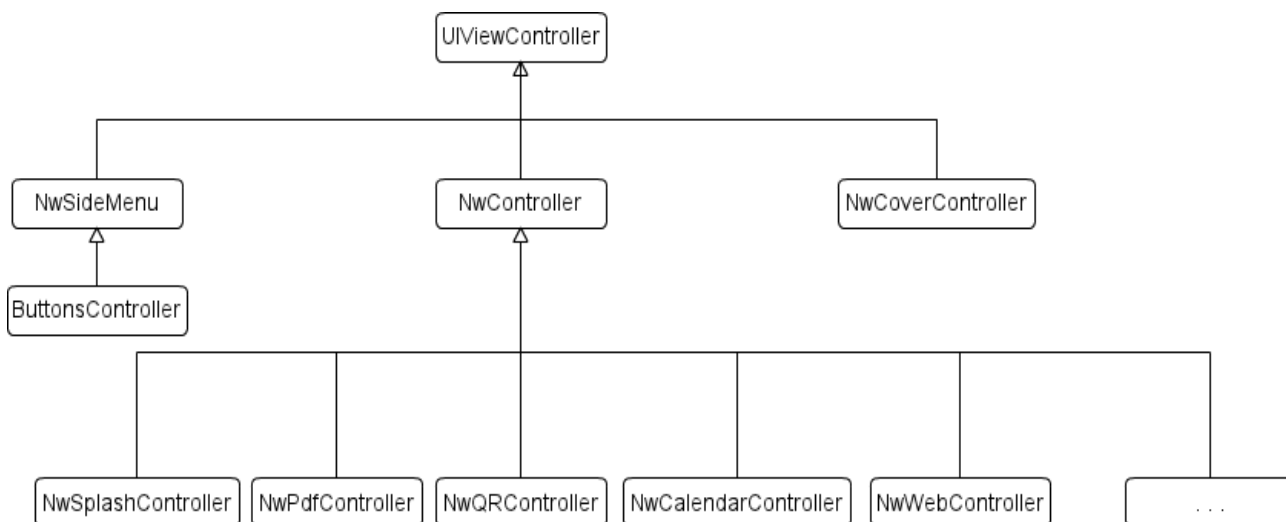 UIViewController
NwSideMenu
NwController
NwCoverController
ButtonsController
NwSplashController
NwPdfController
NwQRController
NwCalendarController
NwWebController
. . .